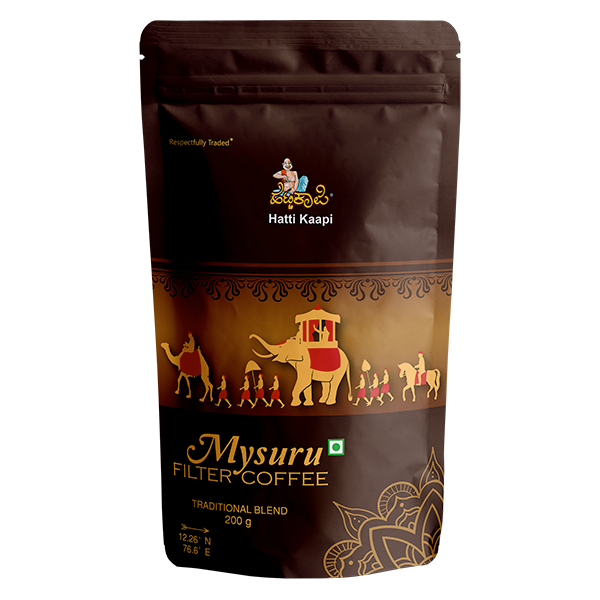 Respectfully Traded*
ಹಟ್ಟಿಕಾಪಿ®
Hatti Kaapi
Mysuru
FILTER COFFEE
TRADITIONAL BLEND
200 g
12.26° N
76.6° E